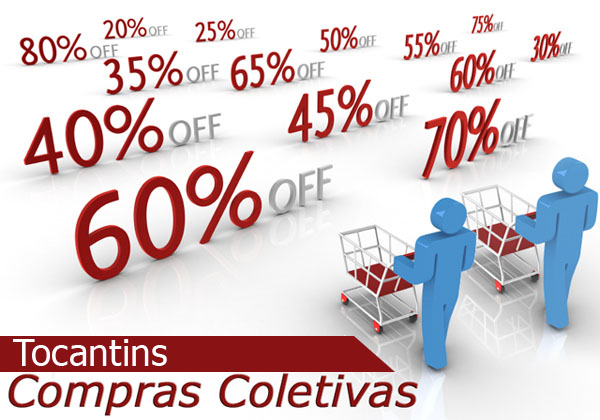 80% OFF
20% OFF
25% OFF
50% OFF
55% OFF
75% OFF
30% OFF
35% OFF
65% OFF
60% OFF
40% OFF
45% OFF
70% OFF
60% OFF
Tocantins
Compras Coletivas